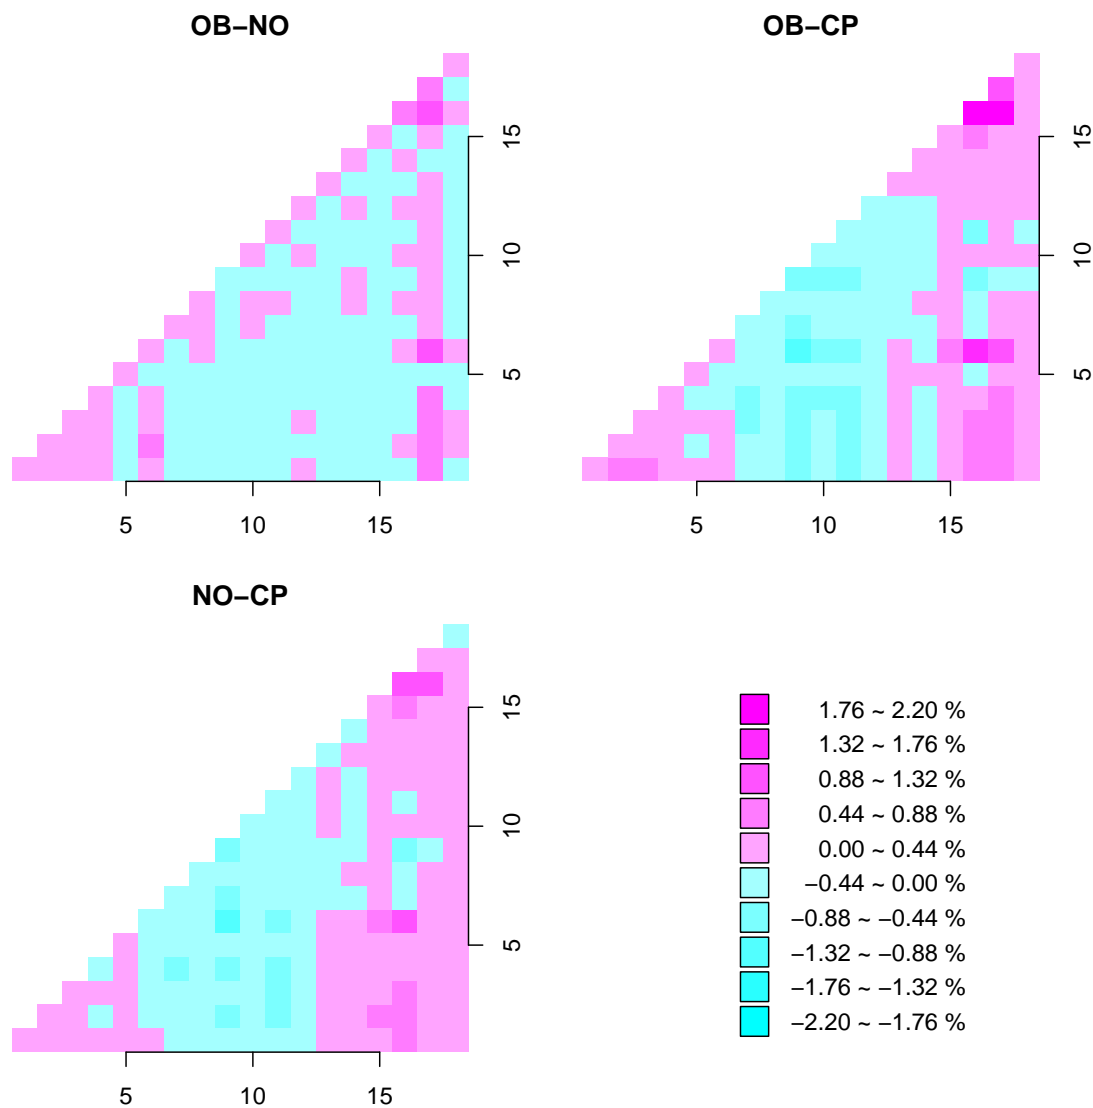 OB−NO
15
10
5
5 10 15
OB−CP
15
10
5
5 10 15
NO−CP
15
10
5
5 10 15
1.76 ~ 2.20 %
1.32 ~ 1.76 %
0.88 ~ 1.32 %
0.44 ~ 0.88 %
0.00 ~ 0.44 %
−0.44 ~ 0.00 %
−0.88 ~ −0.44 %
−1.32 ~ −0.88 %
−1.76 ~ −1.32 %
−2.20 ~ −1.76 %